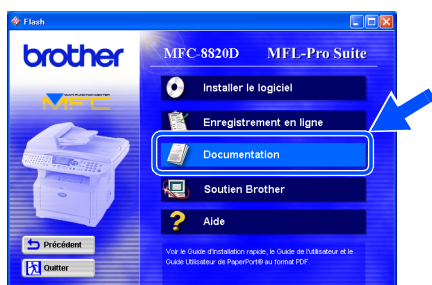 Flash
brother
MFC-8820D MFL-Pro Suite
MFC
Installer le logiciel
Enregistrement en ligne
Documentation
Soutien Brother
Aide
Précédent
Quitter
Voir le Guide d'installation rapide, le Guide de l'utilisateur et le
Guide Utilisateur de PaperPort® au format PDF.